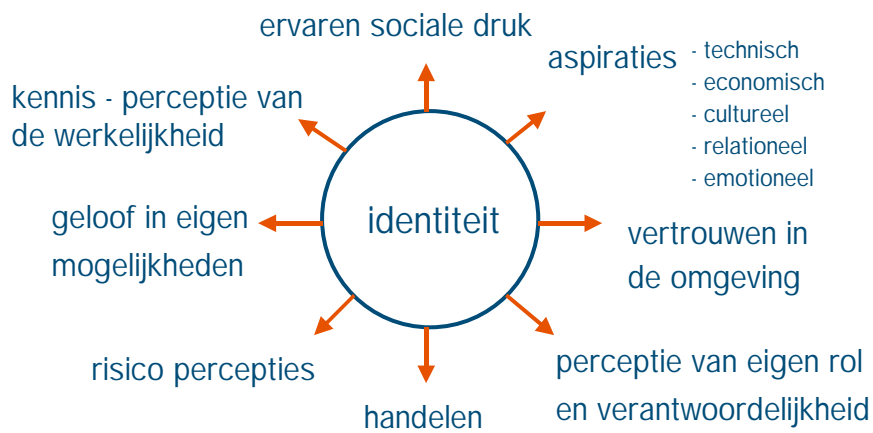 ervaren sociale druk
aspiraties
- technisch
- economisch
- cultureel
- relationeel
- emotioneel
kennis - perceptie van
de werkelijkheid
geloof in eigen
mogelijkheden
identiteit
vertrouwen in
de omgeving
risico percepties
handelen
perceptie van eigen rol
en verantwoordelijkheid